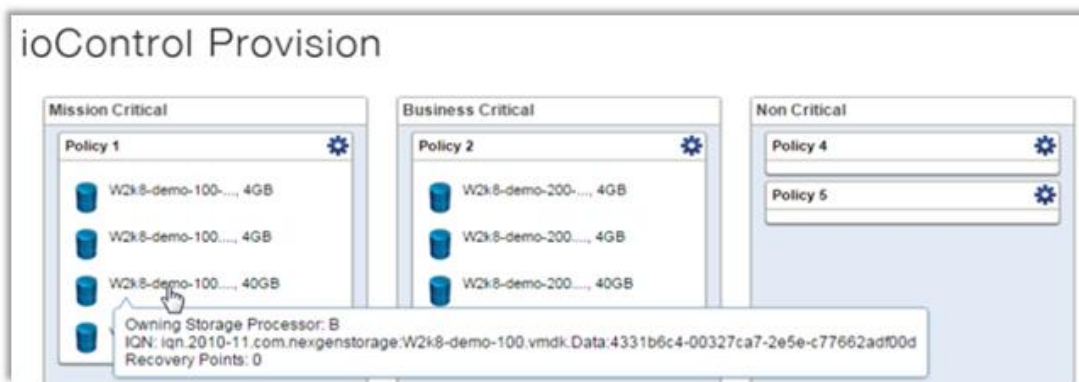 ioControl Provision
Mission Critical
Policy 1
W2k8-demo-100-..., 4GB
W2k8-demo-100...., 4GB
W2k8-demo-100...., 40GB
Business Critical
Policy 2
W2k8-demo-200-..., 4GB
W2k8-demo-200...., 4GB
W2k8-demo-200...., 40GB
Non Critical
Policy 4
Policy 5
Owning Storage Processor: B
IQN: iqn.2010-11.com.nexgenstorage:W2k8-demo-100.vmdk.Data:4331b6c4-00327ca7-2e5e-c77662adf00d
Recovery Points: 0